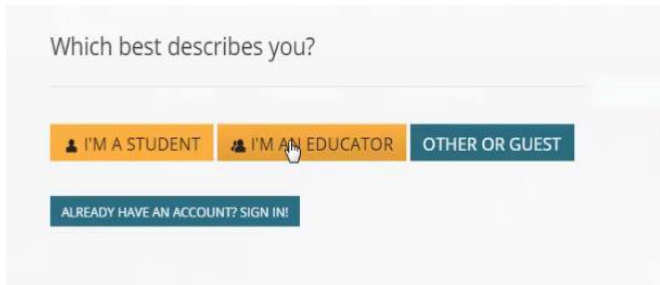 Which best describes you?
I'M A STUDENT
I'M AN EDUCATOR
OTHER OR GUEST
ALREADY HAVE AN ACCOUNT? SIGN IN!